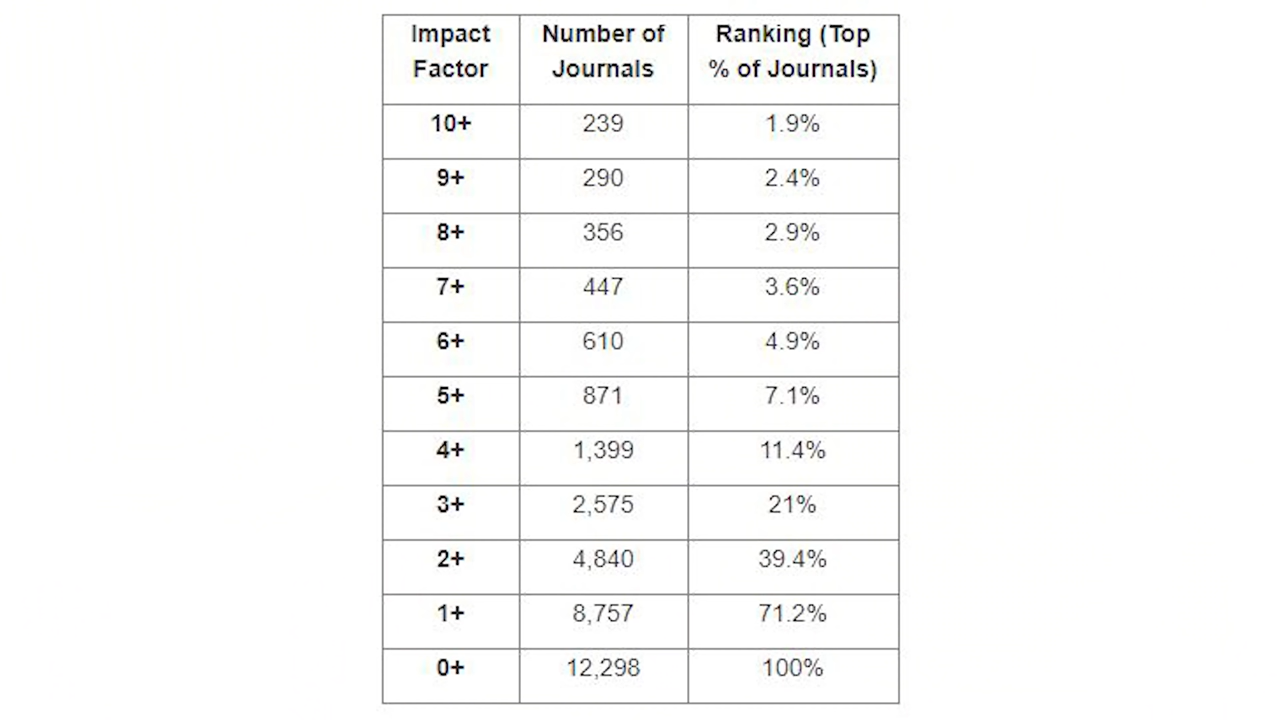 Impact Factor Number of Journals Ranking (Top % of Journals)
10+ 239 1.9%
9+ 290 2.4%
8+ 356 2.9%
7+ 447 3.6%
6+ 610 4.9%
5+ 871 7.1%
4+ 1,399 11.4%
3+ 2,575 21%
2+ 4,840 39.4%
1+ 8,757 71.2%
0+ 12,298 100%